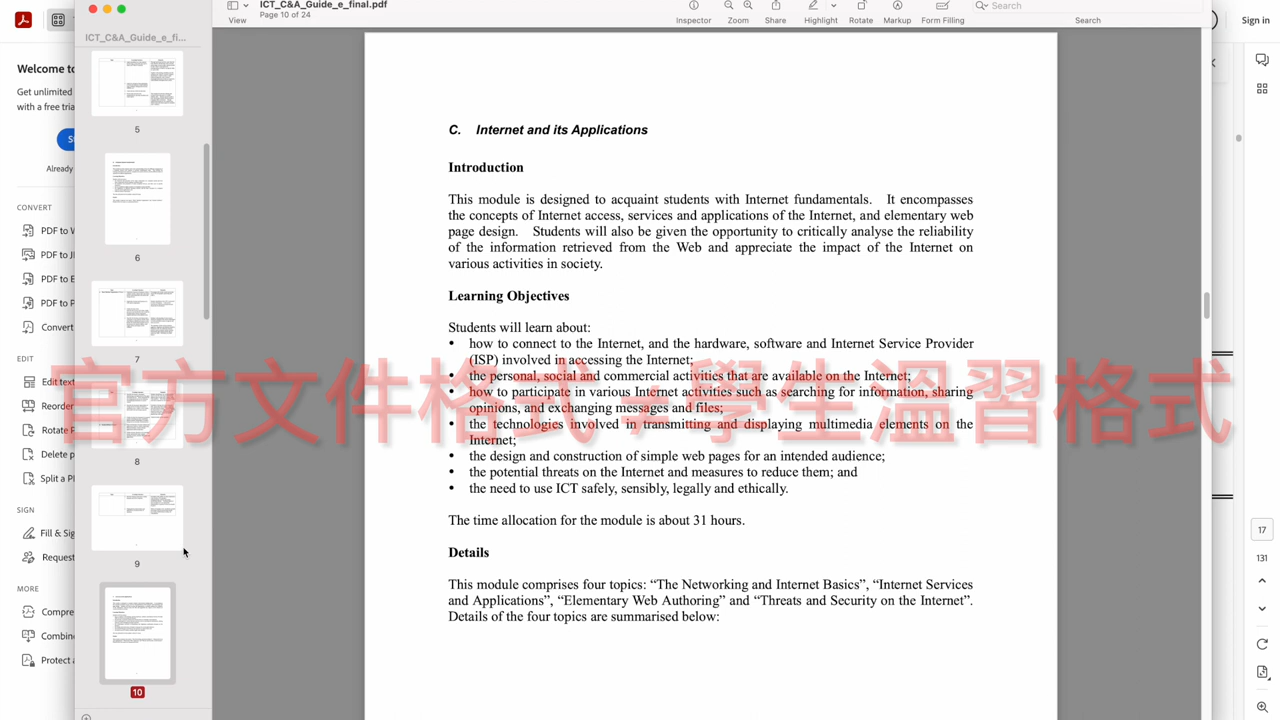 ICT_C&A_Guide_e_final.pdf
Page 10 of 24
View
Inspector
Zoom
Share
Highlight
Rotate
Markup
Form Filling
Search
Search
Sign in
ICT_C&A_Guide_e_fi...
Welcome to
Get unlimited
with a free tria
St
Already
CONVERT
PDF to W
PDF to JI
PDF to E
PDF to P
Convert
EDIT
Edit text
Reorder
Rotate P
Delete p
Split a PI
SIGN
Fill & Sig
Request
MORE
Compre
Combin
Protect a
5
6
7
8
9
10
C. Internet and its Applications
Introduction
This module is designed to acquaint students with Internet fundamentals. It encompasses
the concepts of Internet access, services and applications of the Internet, and elementary web
page design. Students will also be given the opportunity to critically analyse the reliability
of the information retrieved from the Web and appreciate the impact of the Internet on
various activities in society.
Learning Objectives
Students will learn about:
• how to connect to the Internet, and the hardware, software and Internet Service Provider
(ISP) involved in accessing the Internet;
• the personal, social and commercial activities that are available on the Internet;
• how to participate in various Internet activities such as searching for information, sharing
opinions, and exchanging messages and files;
• the technologies involved in transmitting and displaying multimedia elements on the
Internet;
• the design and construction of simple web pages for an intended audience;
• the potential threats on the Internet and measures to reduce them; and
• the need to use ICT safely, sensibly, legally and ethically.
官方文件格式,學生溫習格式
The time allocation for the module is about 31 hours.
Details
This module comprises four topics: “The Networking and Internet Basics”, “Internet Services
and Applications”, “Elementary Web Authoring” and “Threats and Security on the Internet”.
Details of the four topics are summarised below:
17
131